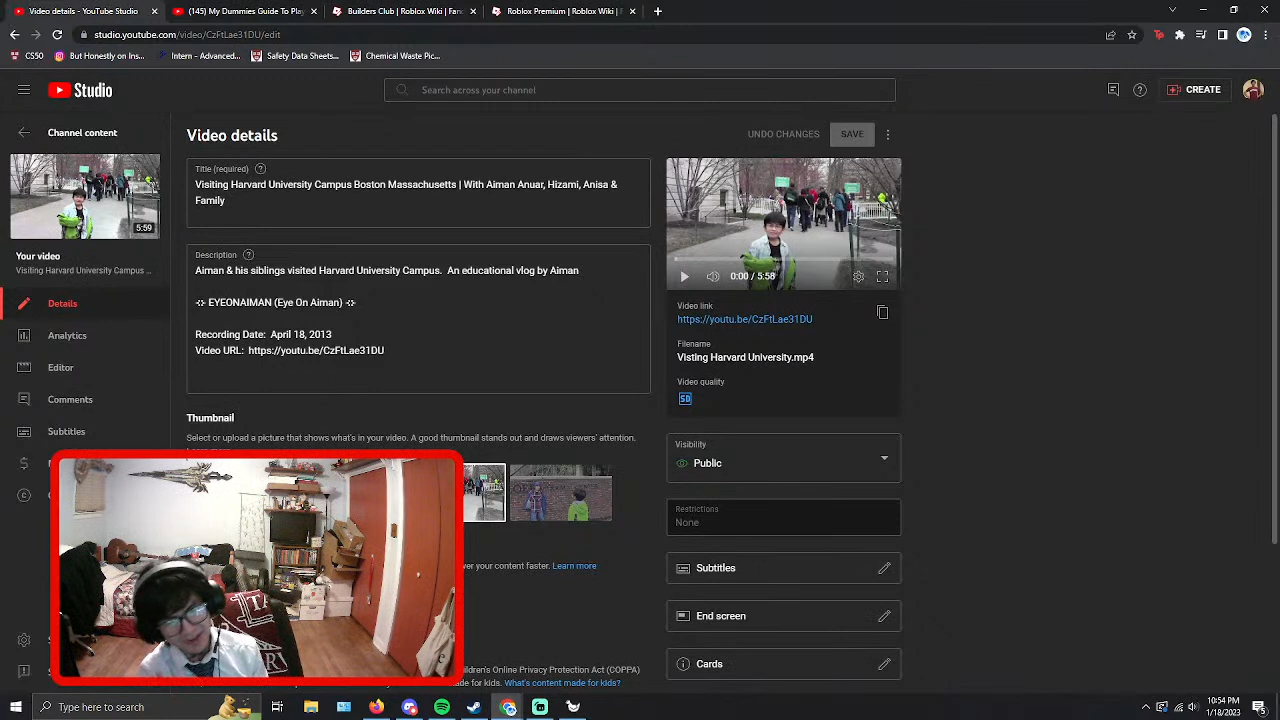 Video details - YouTube Studio
(145) My Dummies Guide To Pla
Builders Club | Roblox Wiki | Fa
Roblox Premium | Roblox Wiki |
studio.youtube.com/video/CzFtLae31DU/edit
CS50
But Honestly on Ins...
Intern - Advanced...
Safety Data Sheets...
Chemical Waste Pic...
Studio
Search across your channel
CREATE
Channel content
Video details
UNDO CHANGES
SAVE
Title (required)
Visiting Harvard University Campus Boston Massachusetts | With Aiman Anuar, Hizami, Anisa &
Family
5:59
Your video
Visiting Harvard University Campus ...
Description
Aiman & his siblings visited Harvard University Campus. An educational vlog by Aiman
⊹ EYEONAIMAN (Eye On Aiman) ⊹
Recording Date: April 18, 2013
Video URL: https://youtu.be/CzFtLae31DU
0:00 / 5:58
Video link
https://youtu.be/CzFtLae31DU
Filename
Visting Harvard University.mp4
Video quality
SD
Details
Analytics
Editor
Comments
Subtitles
Thumbnail
Select or upload a picture that shows what's in your video. A good thumbnail stands out and draws viewers' attention.
Visibility
Public
Restrictions
None
Subtitles
End screen
Cards
ver your content faster. Learn more
ildren's Online Privacy Protection Act (COPPA)
de for kids. What's content made for kids?
Type here to search
10:54 PM
1/18/2023